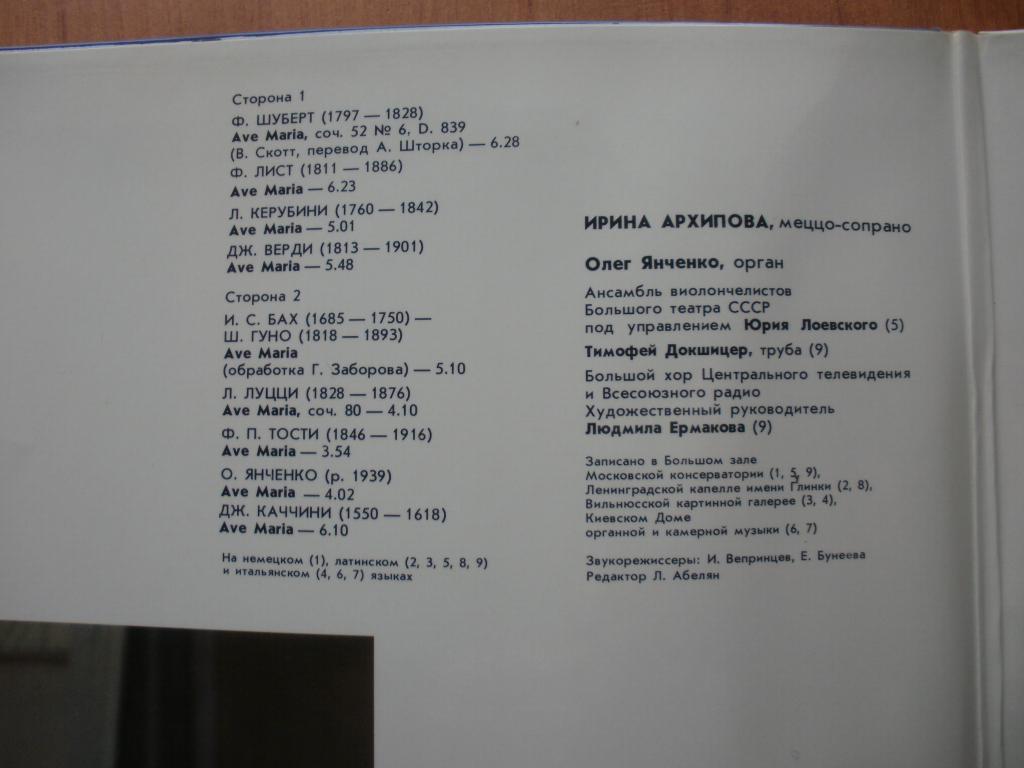 Сторона 1
Ф. ШУБЕРТ (1797 — 1828)
Ave Maria, соч. 52 № 6, D. 839
(В. Скотт, перевод А. Шторка) — 6.28
Ф. ЛИСТ (1811 — 1886)
Ave Maria — 6.23
Л. КЕРУБИНИ (1760 — 1842)
Ave Maria — 5.01
ДЖ. ВЕРДИ (1813 — 1901)
Ave Maria — 5.48
Сторона 2
И. С. БАХ (1685 — 1750) —
Ш. ГУНО (1818 — 1893)
Ave Maria
(обработка Г. Заборова) — 5.10
Л. ЛУЦЦИ (1828 — 1876)
Ave Maria, соч. 80 — 4.10
Ф. П. ТОСТИ (1846 — 1916)
Ave Maria — 3.54
О. ЯНЧЕНКО (р. 1939)
Ave Maria — 4.02
ДЖ. КАЧЧИНИ (1550 — 1618)
Ave Maria — 6.10
На немецком (1), латинском (2, 3, 5, 8, 9)
и итальянском (4, 6, 7) языках
ИРИНА АРХИПОВА, меццо-сопрано
Олег Янченко, орган
Ансамбль виолончелистов
Большого театра СССР
под управлением Юрия Лоевского (5)
Тимофей Докшицер, труба (9)
Большой хор Центрального телевидения
и Всесоюзного радио
Художественный руководитель
Людмила Ермакова (9)
Записано в Большом зале
Московской консерватории (1, 5, 9),
Ленинградской капелле имени Глинки (2, 8),
Вильнюсской картинной галерее (3, 4),
Киевском Доме
органной и камерной музыки (6, 7)
Звукорежиссеры: И. Вепринцев, Е. Бунеева
Редактор Л. Абелян